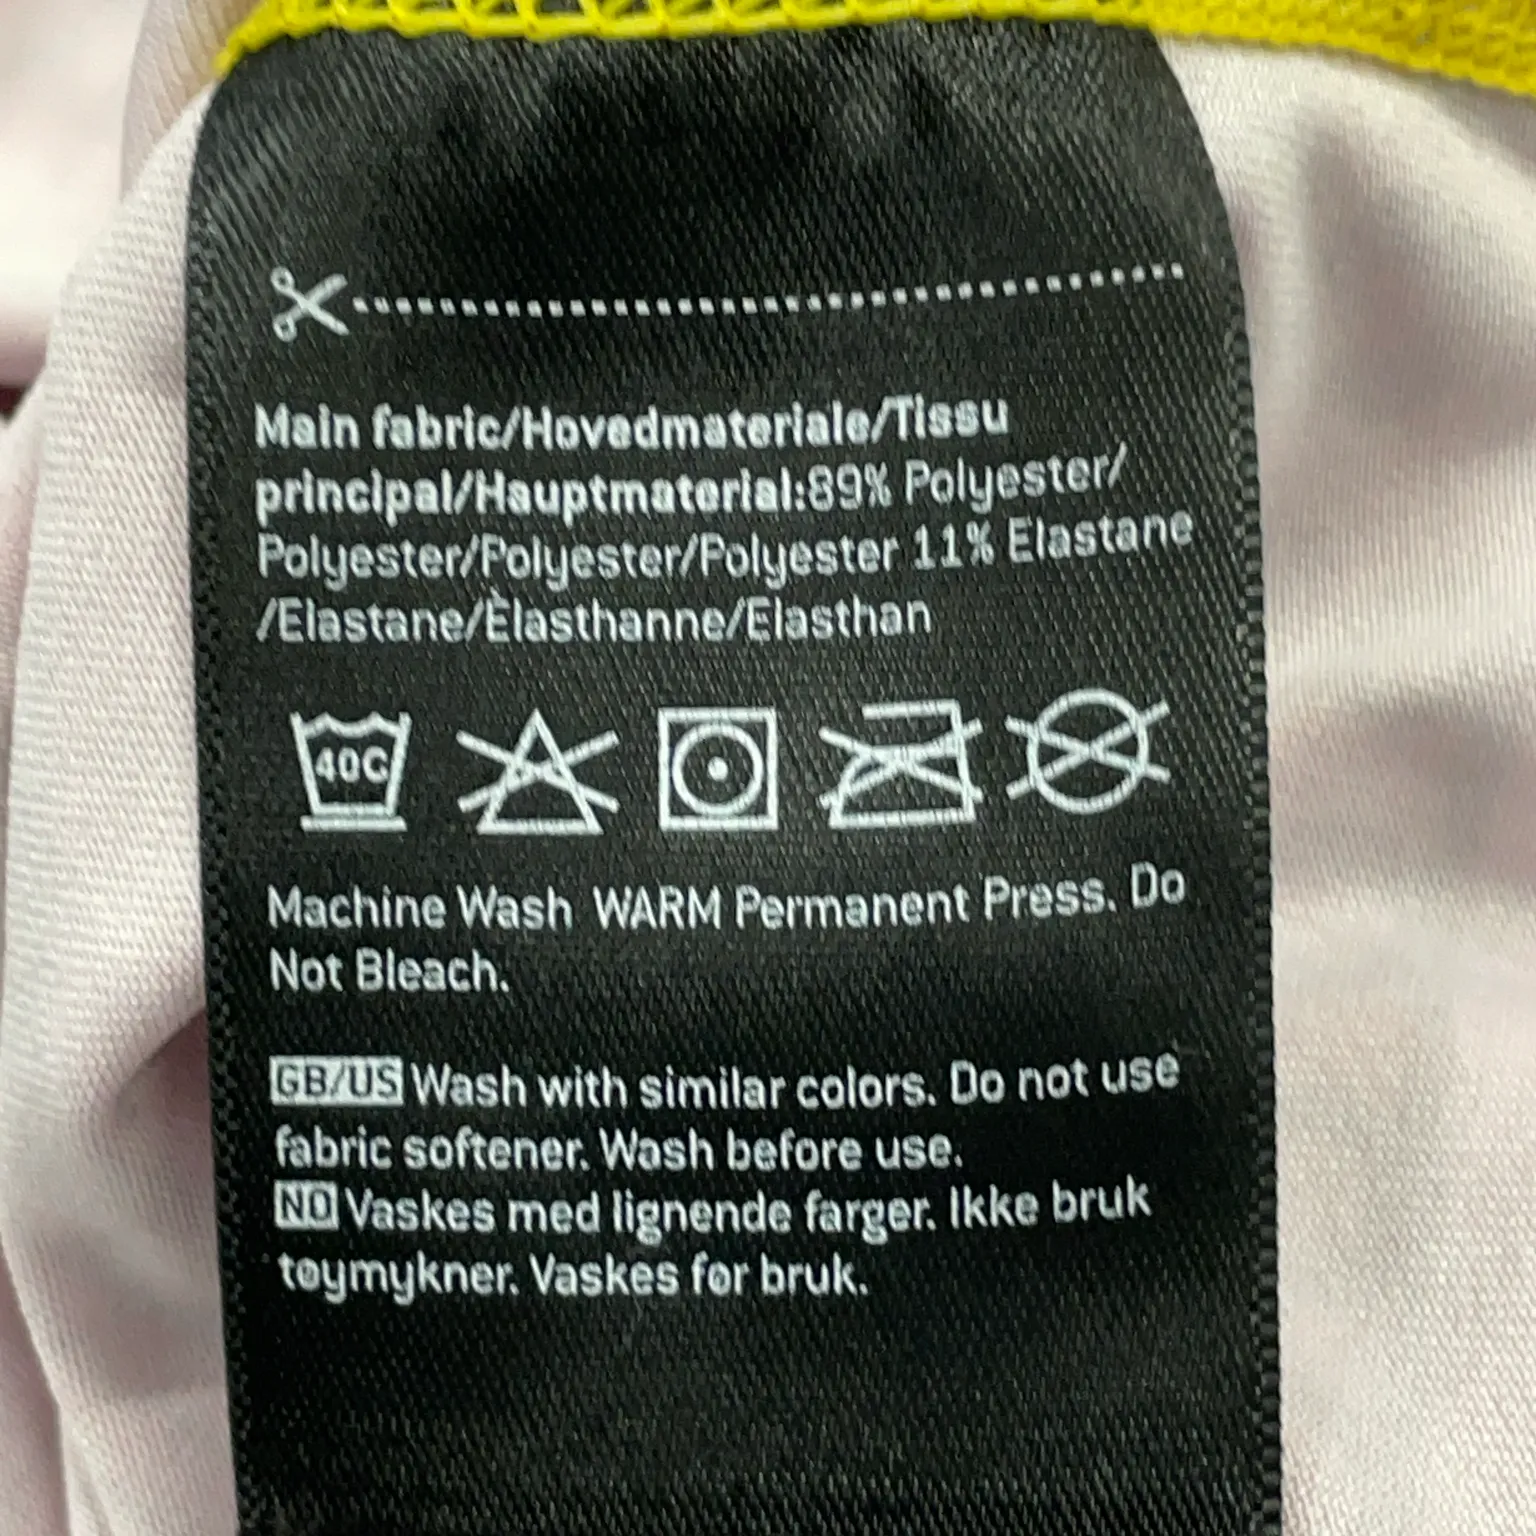 Main fabric/Hovedmateriale/Tissu
principal/Hauptmaterial:89% Polyester/
Polyester/Polyester/Polyester 11% Elastane
/Elastane/Èlasthanne/Elasthan
40C
Machine Wash WARM Permanent Press. Do
Not Bleach.
GB/US Wash with similar colors. Do not use
fabric softener. Wash before use.
NO Vaskes med lignende farger. Ikke bruk
tøymykner. Vaskes før bruk.